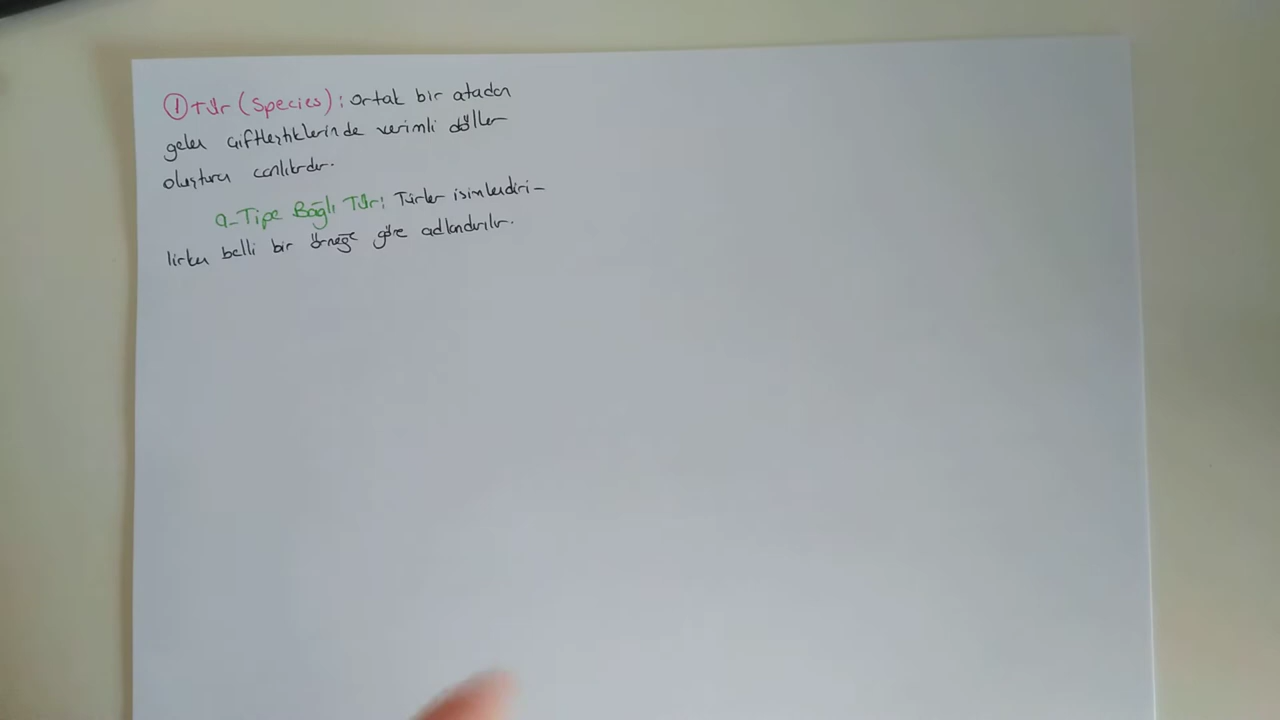 ① Tür (Species): Ortak bir atadan
gelen çiftleştiklerinde verimli döller
oluşturan canlılardır.
a-Tipe Bağlı Tür: Türler isimlendiri-
lirken belli bir örneğe göre adlandırılır.